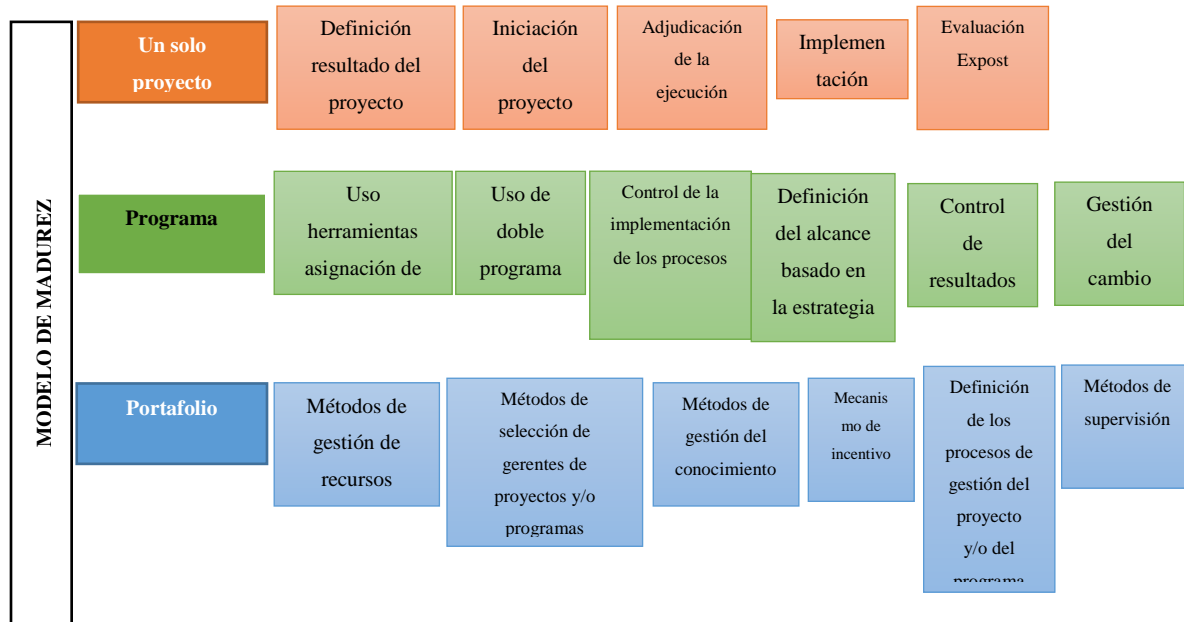 MODELO DE MADUREZ
Un solo
proyecto
Definición
resultado del
proyecto
Iniciación
del
proyecto
Adjudicación
de la
ejecución
Implemen
tación
Evaluación
Expost
Programa
Uso
herramientas
asignación de
Uso de
doble
programa
Control de la
implementación
de los procesos
Definición
del alcance
basado en
la estrategia
Control
de
resultados
Gestión
del
cambio
Portafolio
Métodos de
gestión de
recursos
Métodos de
selección de
gerentes de
proyectos y/o
programas
Métodos de
gestión del
conocimiento
Mecanis
mo de
incentivo
Definición
de los
procesos de
gestión del
proyecto
y/o del
programa
Métodos de
supervisión